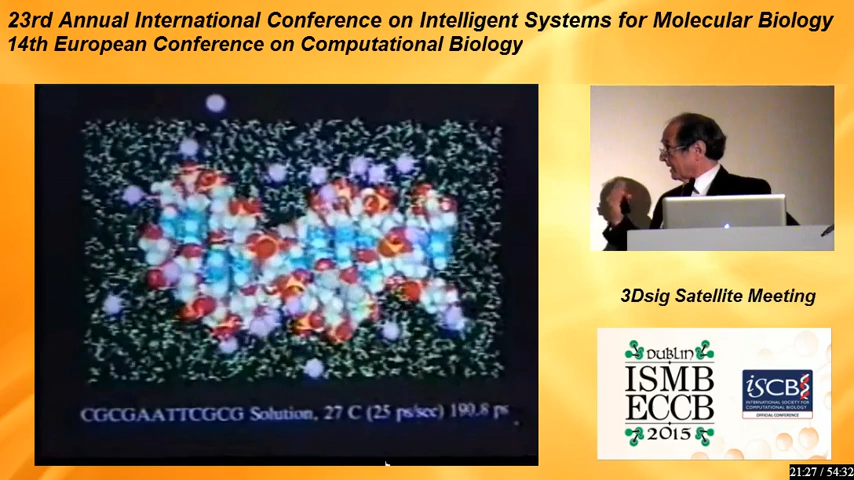 23rd Annual International Conference on Intelligent Systems for Molecular Biology
14th European Conference on Computational Biology
CGCGAATTCGCG Solution, 27 C (25 ps/sec) 190.8 ps
3Dsig Satellite Meeting
DUBLIN
ISMB
ECCB
2015
iSCB
INTERNATIONAL SOCIETY FOR
COMPUTATIONAL BIOLOGY
OFFICIAL CONFERENCE
21:27 / 54:32